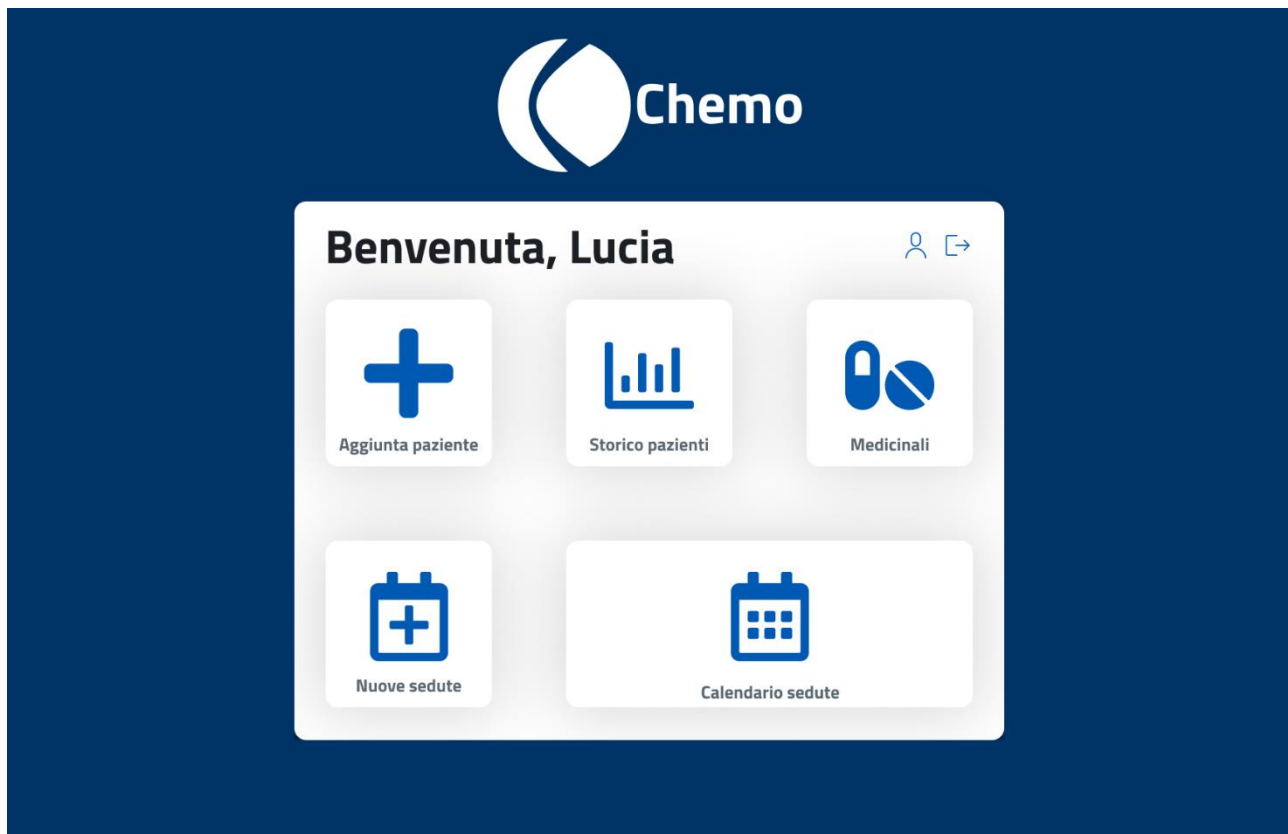 Chemo
Benvenuta, Lucia
Aggiunta paziente
Storico pazienti
Medicinali
Nuove sedute
Calendario sedute